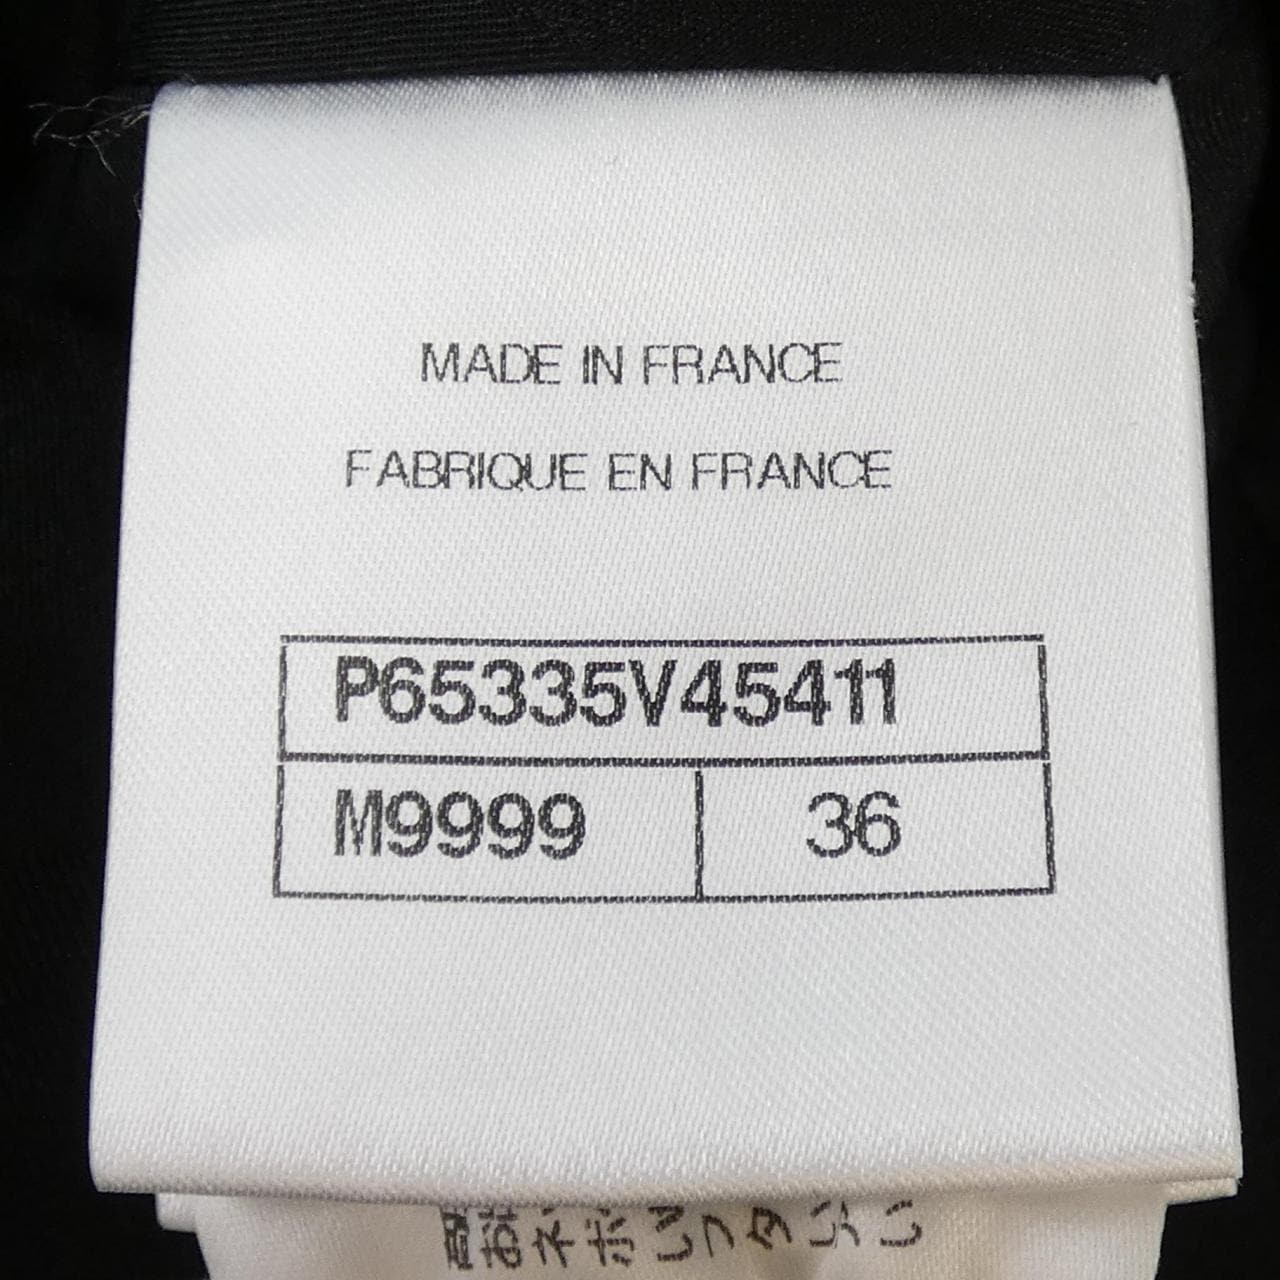 MADE IN FRANCE
FABRIQUE EN FRANCE
P65335V45411
M9999 36